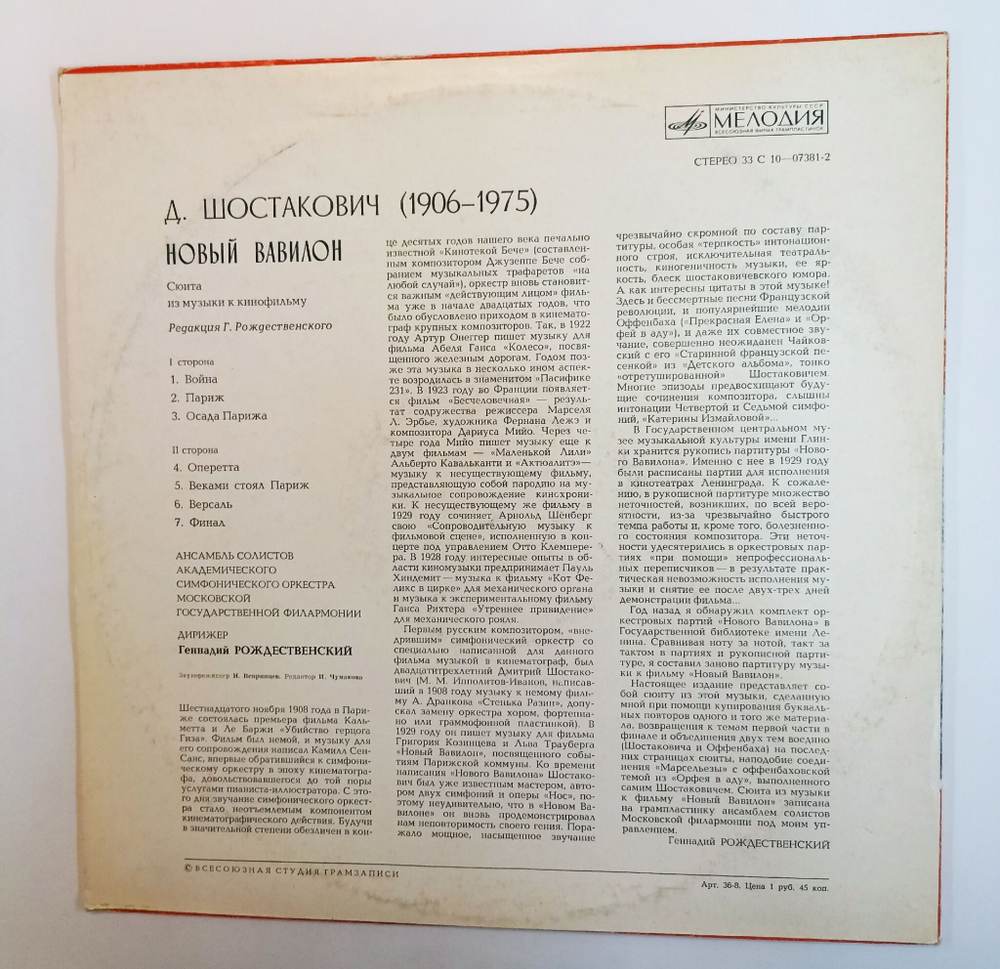 МИНИСТЕРСТВО КУЛЬТУРЫ СССР
МЕЛОДИЯ
ВСЕСОЮЗНАЯ ФИРМА ГРАМПЛАСТИНОК
СТЕРЕО 33 С 10—07381-2
Д. ШОСТАКОВИЧ (1906–1975)
НОВЫЙ ВАВИЛОН
Сюита
из музыки к кинофильму
Редакция Г. Рождественского
I сторона
1. Война
2. Париж
3. Осада Парижа
II сторона
4. Оперетта
5. Веками стоял Париж
6. Версаль
7. Финал
АНСАМБЛЬ СОЛИСТОВ
АКАДЕМИЧЕСКОГО
СИМФОНИЧЕСКОГО ОРКЕСТРА
МОСКОВСКОЙ
ГОСУДАРСТВЕННОЙ ФИЛАРМОНИИ
ДИРИЖЕР
Геннадий РОЖДЕСТВЕНСКИЙ
Звукорежиссер И. Вепринцев. Редактор И. Чумакова
Шестнадцатого ноября 1908 года в Пари-
же состоялась премьера фильма Каль-
метта и Ле Баржи «Убийство герцога
Гиза». Фильм был немой, и музыку для
его сопровождения написал Камилл Сен-
Санс, впервые обратившийся к симфони-
ческому оркестру в эпоху кинематогра-
фа, довольствовавшегося до той поры
услугами пианиста-иллюстратора. С это-
го дня звучание симфонического оркест-
ра стало неотъемлемым компонентом
кинематографического действия. Будучи
в значительной степени обезличен в кон-
це десятых годов нашего века печально
известной «Кинотекой Бече» (составлен-
ным композитором Джузеппе Бече соб-
ранием музыкальных трафаретов «на
любой случай»), оркестр вновь становит-
ся важным «действующим лицом» филь-
ма уже в начале двадцатых годов, что
было обусловлено приходом в кинемато-
граф крупных композиторов. Так, в 1922
году Артур Онеггер пишет музыку для
фильма Абеля Ганса «Колесо», посвя-
щенного железным дорогам. Годом поз-
же эта музыка в несколько ином аспек-
те возродилась в знаменитом «Пасифике
231». В 1923 году во Франции появляет-
ся фильм «Бесчеловечная» — резуль-
тат содружества режиссера Марселя
Л. Эрбье, художника Фернана Лежэ и
композитора Дариуса Мийо. Через че-
тыре года Мийо пишет музыку еще к
двум фильмам — «Маленькой Лили»
Альберто Кавальканти и «Актюалитэ»—
музыку к несуществующему фильму,
представляющую собой пародию на му-
зыкальное сопровождение кинохрони-
ки. К несуществующему же фильму в
1929 году сочиняет Арнольд Шёнберг
свою «Сопроводительную музыку к
фильмовой сцене», исполненную в кон-
церте под управлением Отто Клемпере-
ра. В 1928 году интересные опыты в об-
ласти киномузыки предпринимает Пауль
Хиндемит — музыка к фильму «Кот Фе-
ликс в цирке» для механического органа
и музыка к экспериментальному фильму
Ганса Рихтера «Утреннее привидение»
для механического рояля.
Первым русским композитором, «вне-
дрившим» симфонический оркестр со
специально написанной для данного
фильма музыкой в кинематограф, был
двадцатитрехлетний Дмитрий Шостако-
вич (М. М. Ипполитов-Иванов, написав-
ший в 1908 году музыку к немому филь-
му А. Дранкова «Стенька Разин», допу-
скал замену оркестра хором, фортепиа-
но или граммофонной пластинкой). В
1929 году он пишет музыку для фильма
Григория Козинцева и Льва Трауберга
«Новый Вавилон», посвященного собы-
тиям Парижской коммуны. Ко времени
написания «Нового Вавилона» Шостако-
вич был уже известным мастером, авто-
ром двух симфоний и оперы «Нос», по-
этому неудивительно, что в «Новом Ва-
вилоне» он вновь продемонстрировал
нам неповторимость своего гения. Пора-
жало мощное, насыщенное звучание
чрезвычайно скромной по составу пар-
титуры, особая «терпкость» интонацион-
ного строя, исключительная театраль-
ность, киногеничность музыки, ее яр-
кость, блеск шостаковичевского юмора.
А как интересны цитаты в этой музыке!
Здесь и бессмертные песни Французской
революции, и популярнейшие мелодии
Оффенбаха («Прекрасная Елена» и «Ор-
фей в аду»), и даже их совместное зву-
чание, совершенно неожидан Чайков-
ский с его «Старинной французской пе-
сенкой» из «Детского альбома», тонко
«отретушированной» Шостаковичем.
Многие эпизоды предвосхищают буду-
щие сочинения композитора, слышны
интонации Четвертой и Седьмой симфо-
ний, «Катерины Измайловой»...
В Государственном центральном му-
зее музыкальной культуры имени Глин-
ки хранится рукопись партитуры «Ново-
го Вавилона». Именно с нее в 1929 году
были расписаны партии для исполнения
в кинотеатрах Ленинграда. К сожале-
нию, в рукописной партитуре множество
неточностей, возникших, по всей веро-
ятности, из-за чрезвычайно быстрого
темпа работы и, кроме того, болезненно-
го состояния композитора. Эти неточ-
ности удесятерились в оркестровых пар-
тиях «при помощи» непрофессиональ-
ных переписчиков — в результате прак-
тическая невозможность исполнения му-
зыки и снятие ее после двух-трех дней
демонстрации фильма...
Год назад я обнаружил комплект ор-
кестровых партий «Нового Вавилона» в
Государственной библиотеке имени Ле-
нина. Сравнивая ноту за нотой, такт за
тактом в партиях и рукописной парти-
туре, я составил заново партитуру музы-
ки к фильму «Новый Вавилон».
Настоящее издание представляет со-
бой сюиту из этой музыки, сделанную
мной при помощи купирования букваль-
ных повторов одного и того же материа-
ла, возвращения к темам первой части в
финале и объединения двух тем воедино
(Шостаковича и Оффенбаха) на послед-
них страницах сюиты, наподобие соеди-
нения «Марсельезы» с оффенбаховской
темой из «Орфея в аду», выполненного
самим Шостаковичем. Сюита из музыки
к фильму «Новый Вавилон» записана
на грампластинку ансамблем солистов
Московской филармонии под моим уп-
равлением.
Геннадий РОЖДЕСТВЕНСКИЙ
© ВСЕСОЮЗНАЯ СТУДИЯ ГРАМЗАПИСИ
Арт. 36-8. Цена 1 руб. 45 коп.